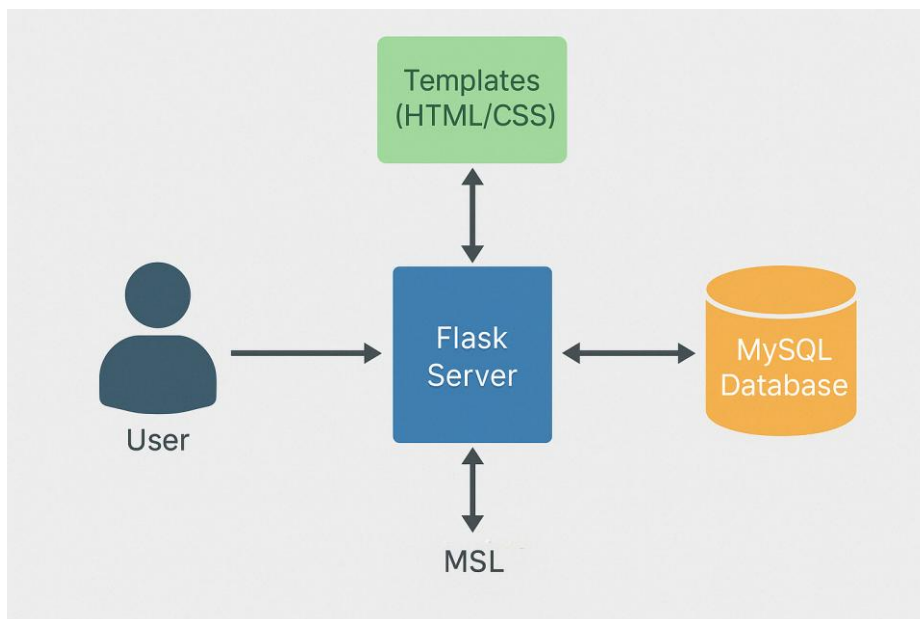 Templates
(HTML/CSS)
User
Flask
Server
MySQL
Database
MSL